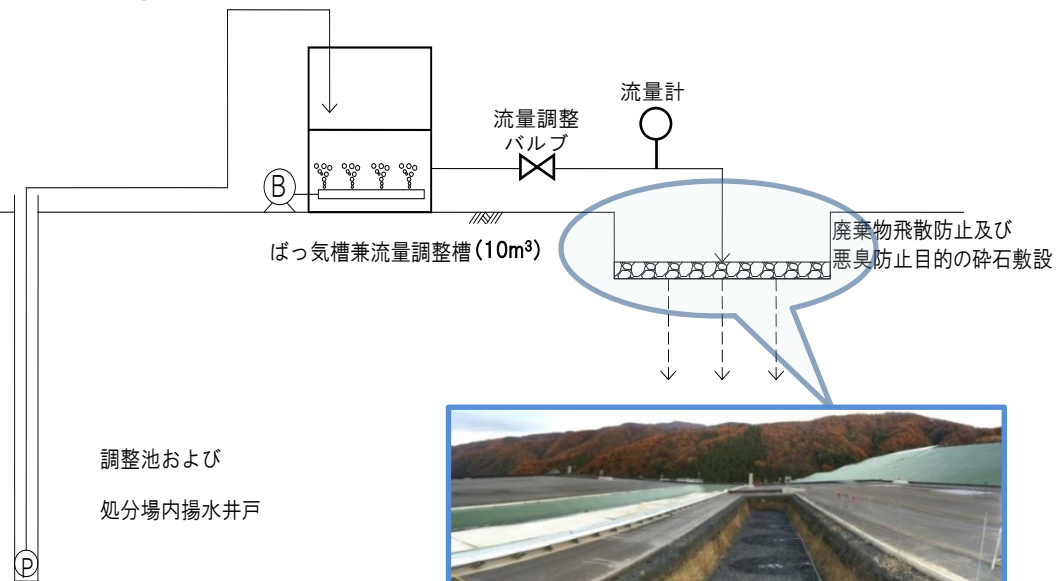 流量計
流量調整
バルブ
B
ばっ気槽兼流量調整槽(10m³)
廃棄物飛散防止及び
悪臭防止目的の砕石敷設
調整池および
処分場内揚水井戸
P